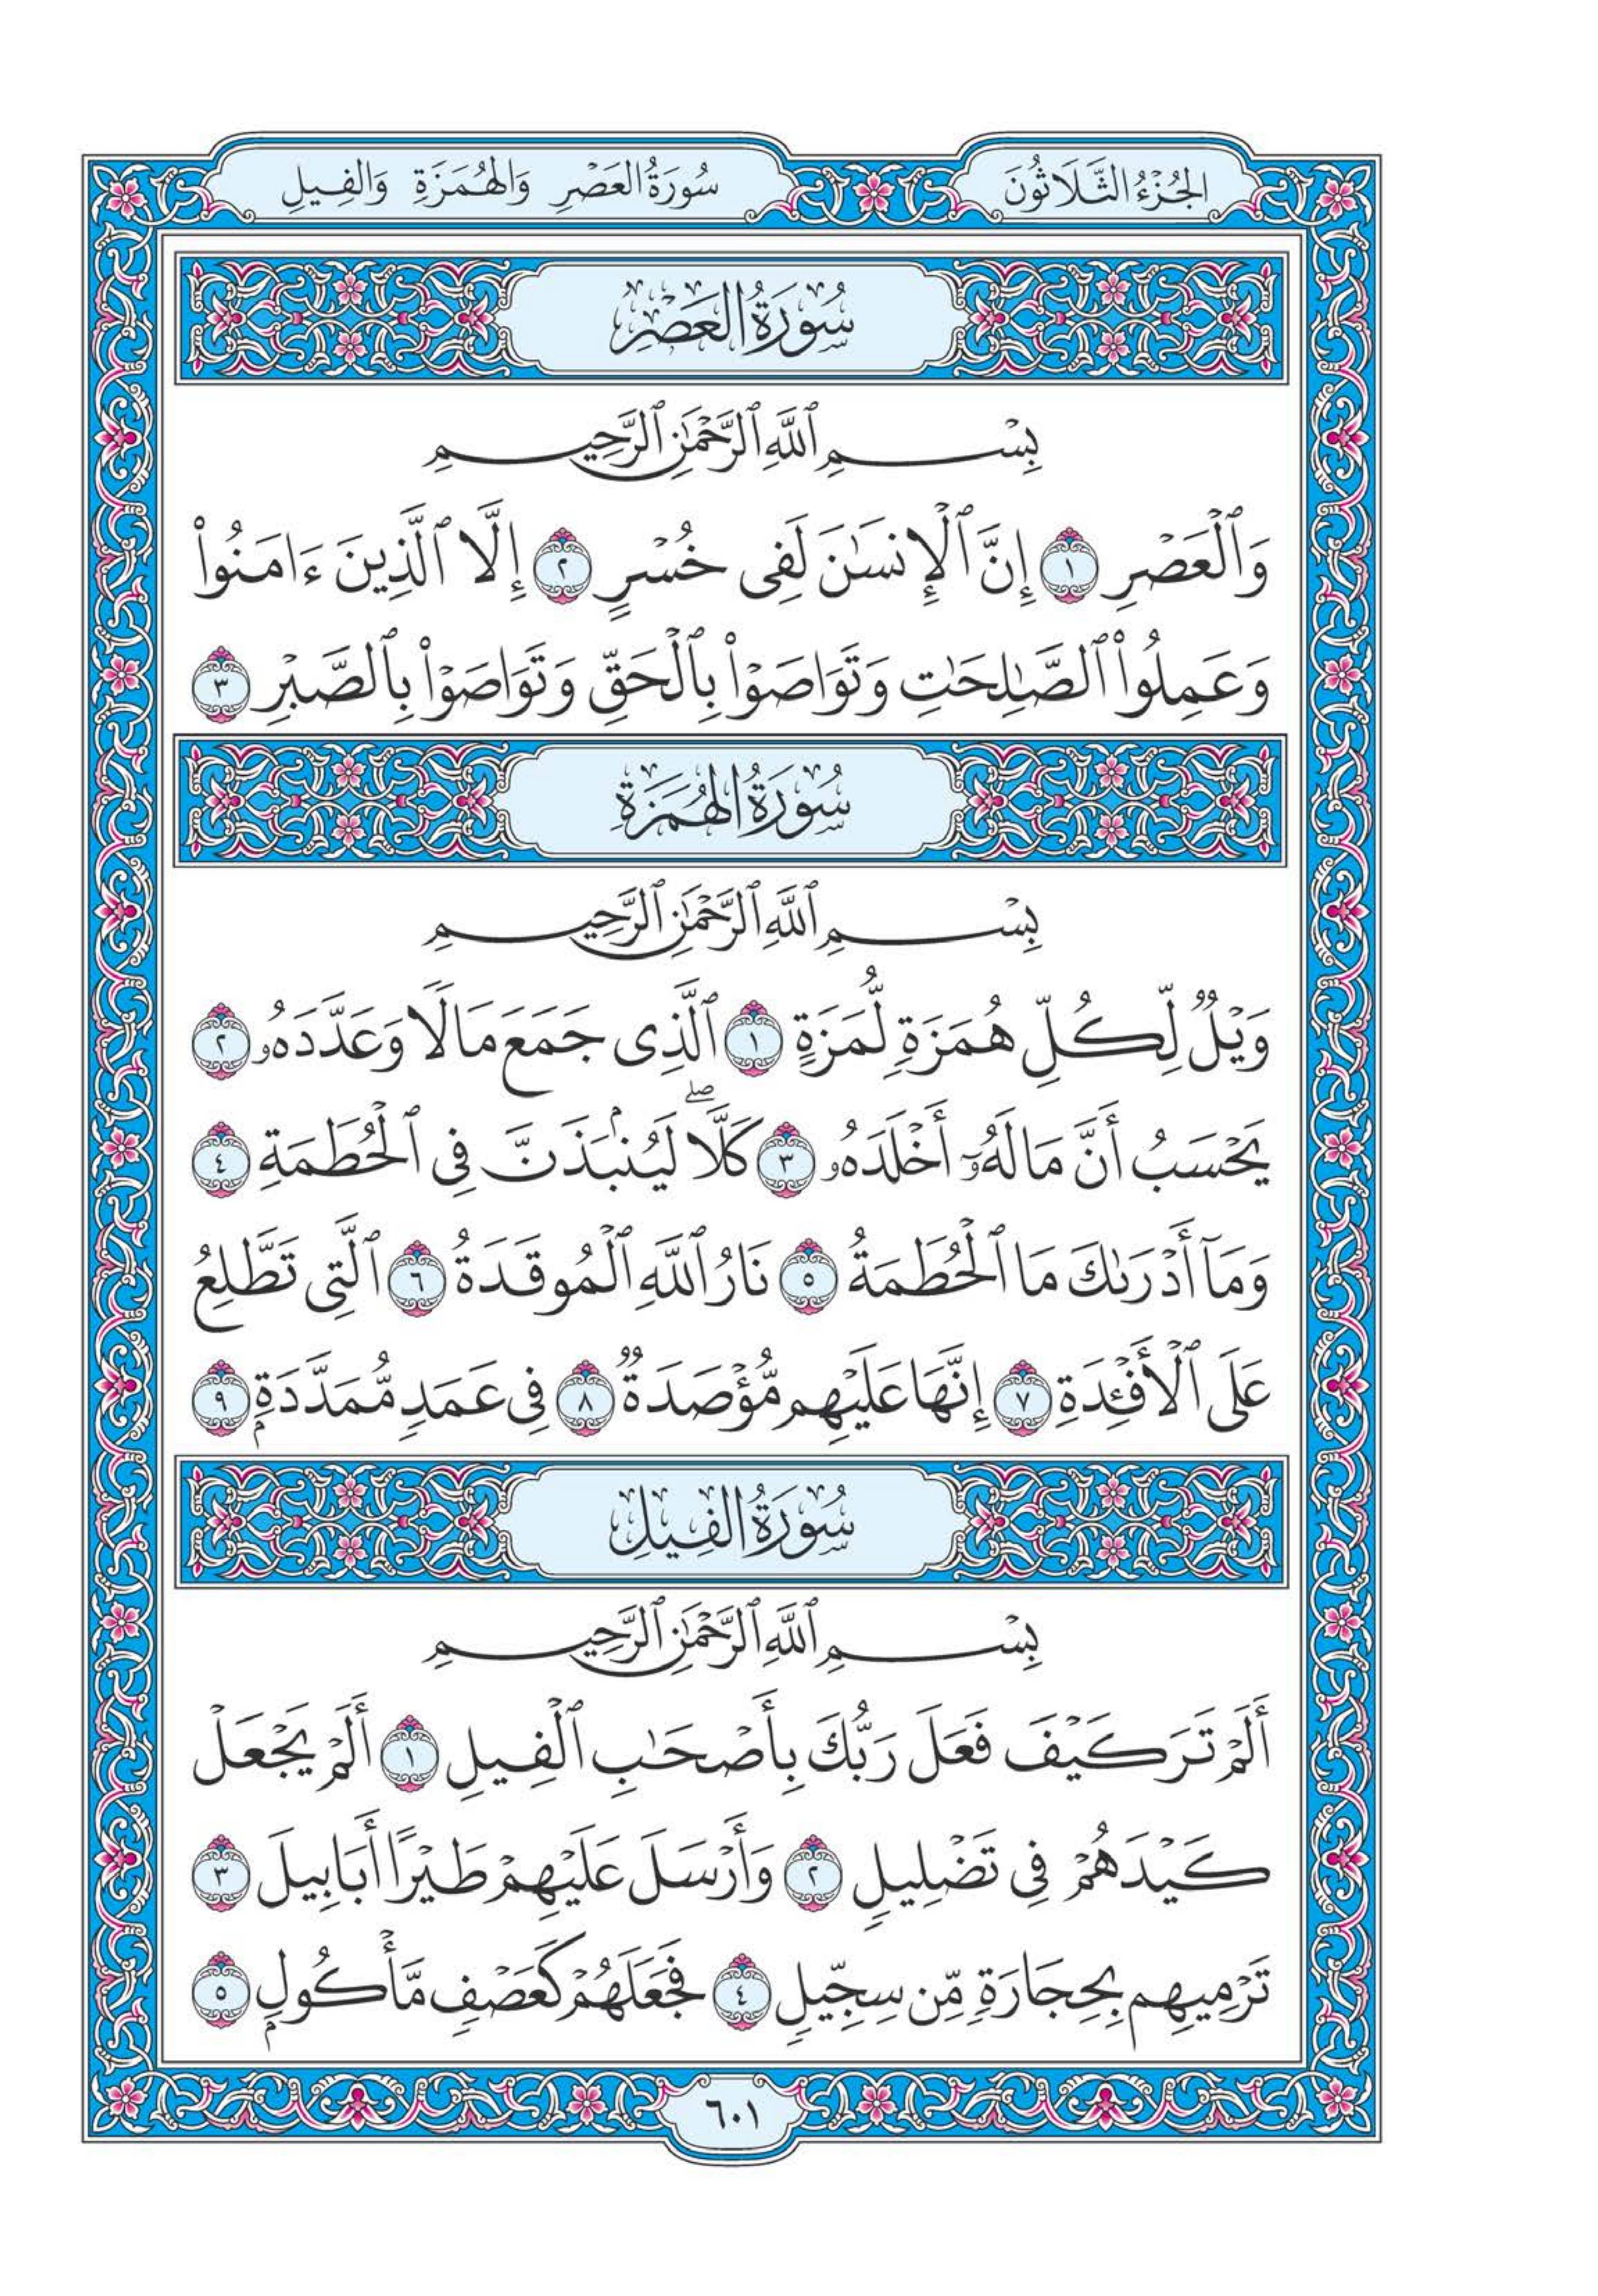 الجُزْءُ الثَّلَاثُونَ
سُورَةُ العَصْرِ وَالهُمَزَةِ وَالفِيلِ
سُورَةُ العَصْرِ
بِسْمِ ٱللَّهِ ٱلرَّحْمَٰنِ ٱلرَّحِيمِ
وَٱلْعَصْرِ ١ إِنَّ ٱلْإِنسَٰنَ لَفِى خُسْرٍ ٢ إِلَّا ٱلَّذِينَ ءَامَنُوا۟
وَعَمِلُوا۟ ٱلصَّٰلِحَٰتِ وَتَوَاصَوْا۟ بِٱلْحَقِّ وَتَوَاصَوْا۟ بِٱلصَّبْرِ ٣
سُورَةُ الهُمَزَةِ
بِسْمِ ٱللَّهِ ٱلرَّحْمَٰنِ ٱلرَّحِيمِ
وَيْلٌ لِّكُلِّ هُمَزَةٍ لُّمَزَةٍ ١ ٱلَّذِى جَمَعَ مَالًا وَعَدَّدَهُۥ ٢
يَحْسَبُ أَنَّ مَالَهُۥٓ أَخْلَدَهُۥ ٣ كَلَّا ۖ لَيُنۢبَذَنَّ فِى ٱلْحُطَمَةِ ٤
وَمَآ أَدْرَىٰكَ مَا ٱلْحُطَمَةُ ٥ نَارُ ٱللَّهِ ٱلْمُوقَدَةُ ٦ ٱلَّتِى تَطَّلِعُ
عَلَى ٱلْأَفْـِٔدَةِ ٧ إِنَّهَا عَلَيْهِم مُّؤْصَدَةٌ ٨ فِى عَمَدٍ مُّمَدَّدَةٍۭ ٩
سُورَةُ الفِيلِ
بِسْمِ ٱللَّهِ ٱلرَّحْمَٰنِ ٱلرَّحِيمِ
أَلَمْ تَرَ كَيْفَ فَعَلَ رَبُّكَ بِأَصْحَٰبِ ٱلْفِيلِ ١ أَلَمْ يَجْعَلْ
كَيْدَهُمْ فِى تَضْلِيلٍ ٢ وَأَرْسَلَ عَلَيْهِمْ طَيْرًا أَبَابِيلَ ٣
تَرْمِيهِم بِحِجَارَةٍ مِّن سِجِّيلٍ ٤ فَجَعَلَهُمْ كَعَصْفٍ مَّأْكُولٍۭ ٥
٦٠١